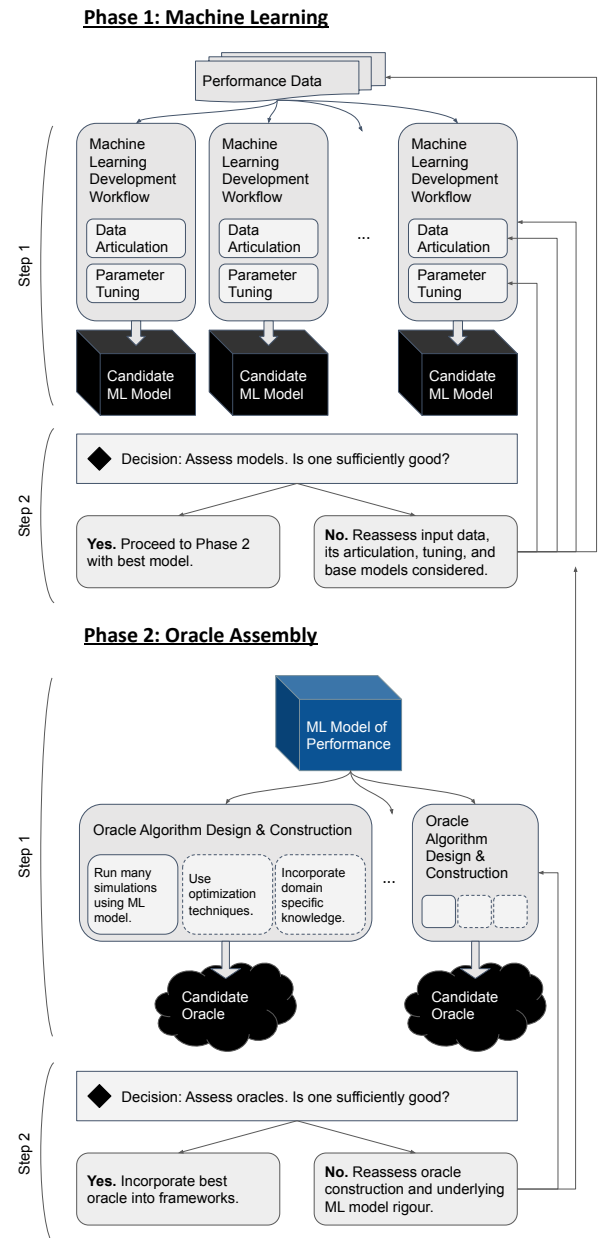 Phase 1: Machine Learning
Performance Data
Step 1
Machine
Learning
Development
Workflow
Data
Articulation
Parameter
Tuning
Candidate
ML Model
Machine
Learning
Development
Workflow
Data
Articulation
Parameter
Tuning
Candidate
ML Model
...
Machine
Learning
Development
Workflow
Data
Articulation
Parameter
Tuning
Candidate
ML Model
Step 2
Decision: Assess models. Is one sufficiently good?
Yes. Proceed to Phase 2
with best model.
No. Reassess input data,
its articulation, tuning, and
base models considered.
Phase 2: Oracle Assembly
Step 1
ML Model of
Performance
Oracle Algorithm Design & Construction
Run many
simulations
using ML
model.
Use
optimization
techniques.
Incorporate
domain
specific
knowledge.
Candidate
Oracle
...
Oracle
Algorithm
Design &
Construction
Candidate
Oracle
Step 2
Decision: Assess oracles. Is one sufficiently good?
Yes. Incorporate best
oracle into frameworks.
No. Reassess oracle
construction and underlying
ML model rigour.